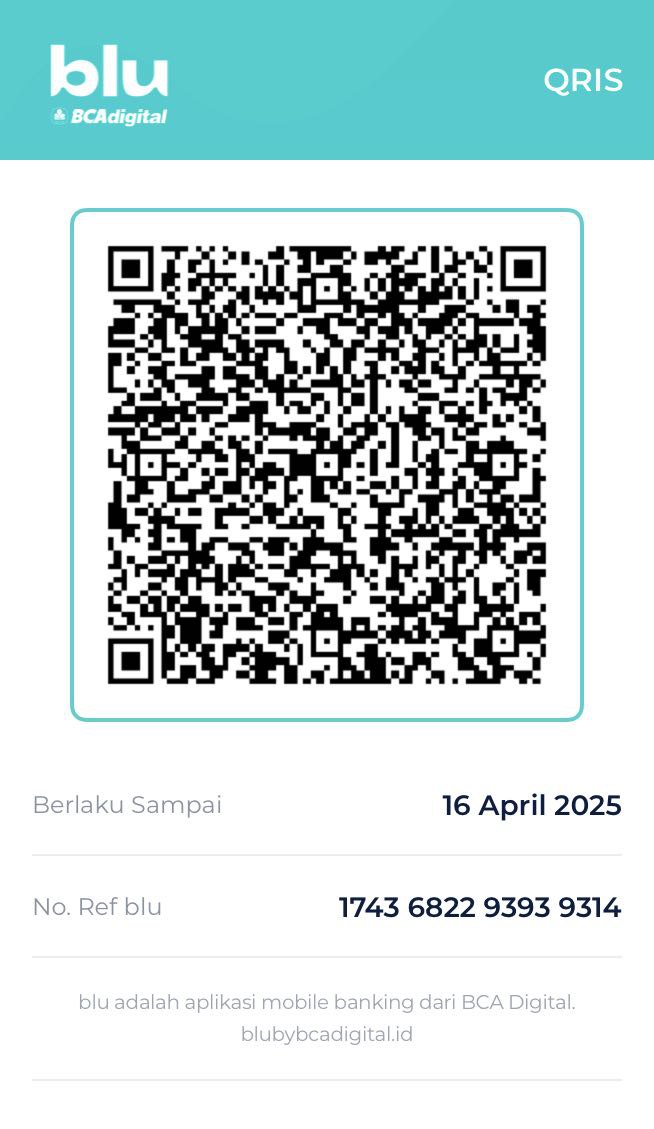 blu
BCAdigital
QRIS
Berlaku Sampai
16 April 2025
No. Ref blu
1743 6822 9393 9314
blu adalah aplikasi mobile banking dari BCA Digital.
blubybcadigital.id